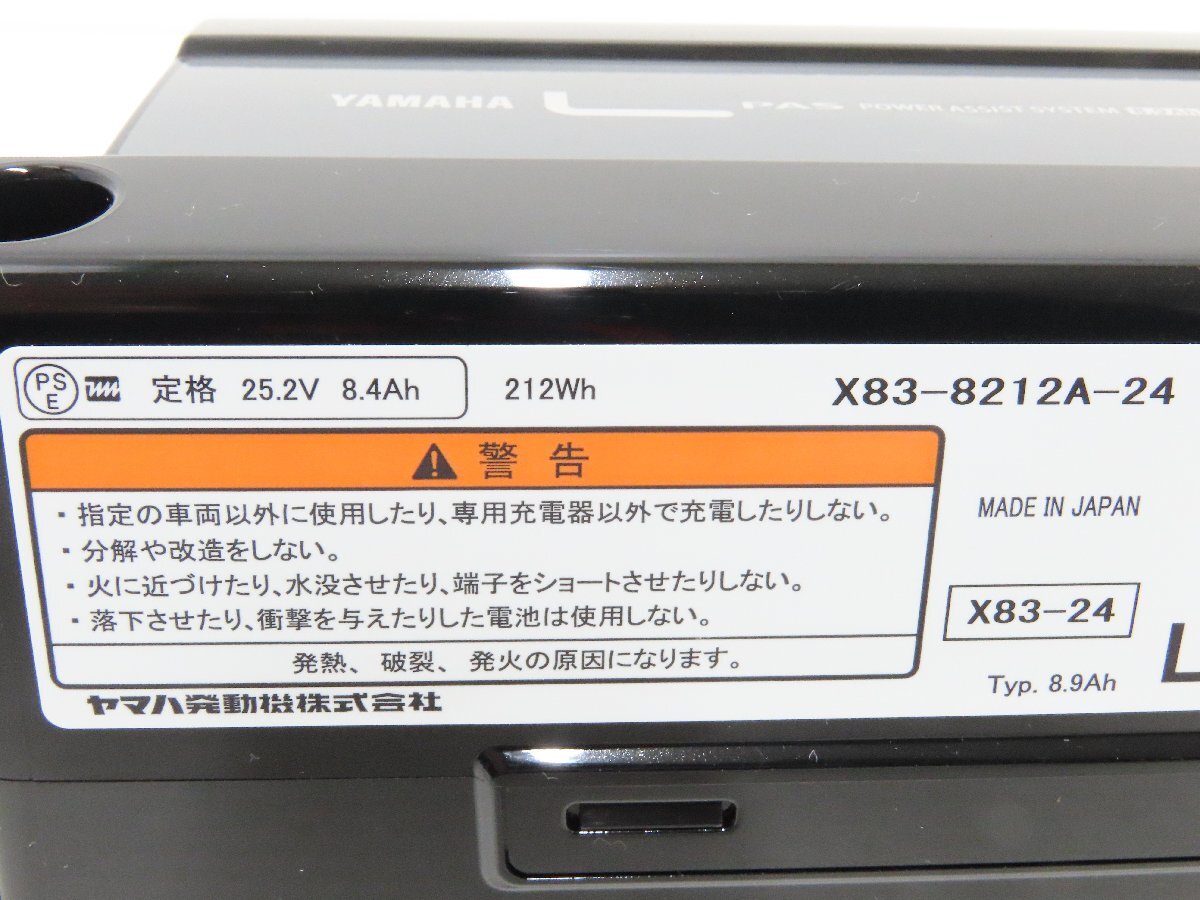 YAMAHA L PAS POWER ASSIST SYSTEM
PSE 定格 25.2V 8.4Ah 212Wh X83-8212A-24
警告
・指定の車両以外に使用したり、専用充電器以外で充電したりしない。
・分解や改造をしない。
・火に近づけたり、水没させたり、端子をショートさせたりしない。
・落下させたり、衝撃を与えたりした電池は使用しない。
発熱、破裂、発火の原因になります。
ヤマハ発動機株式会社
MADE IN JAPAN
X83-24
Typ. 8.9Ah